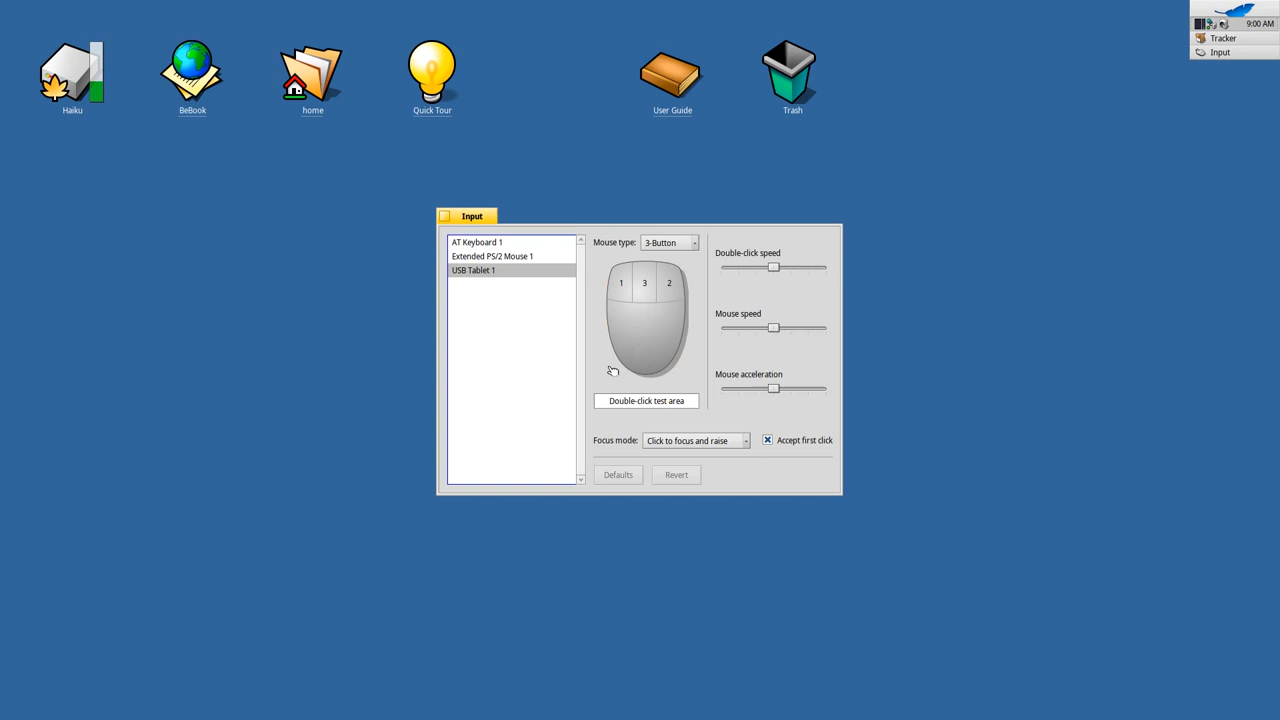 9:00 AM
Tracker
Input
Haiku
BeBook
home
Quick Tour
User Guide
Trash
Input
AT Keyboard 1
Extended PS/2 Mouse 1
USB Tablet 1
Mouse type: 3-Button
1 3 2
Double-click test area
Double-click speed
Mouse speed
Mouse acceleration
Focus mode: Click to focus and raise
Accept first click
Defaults
Revert